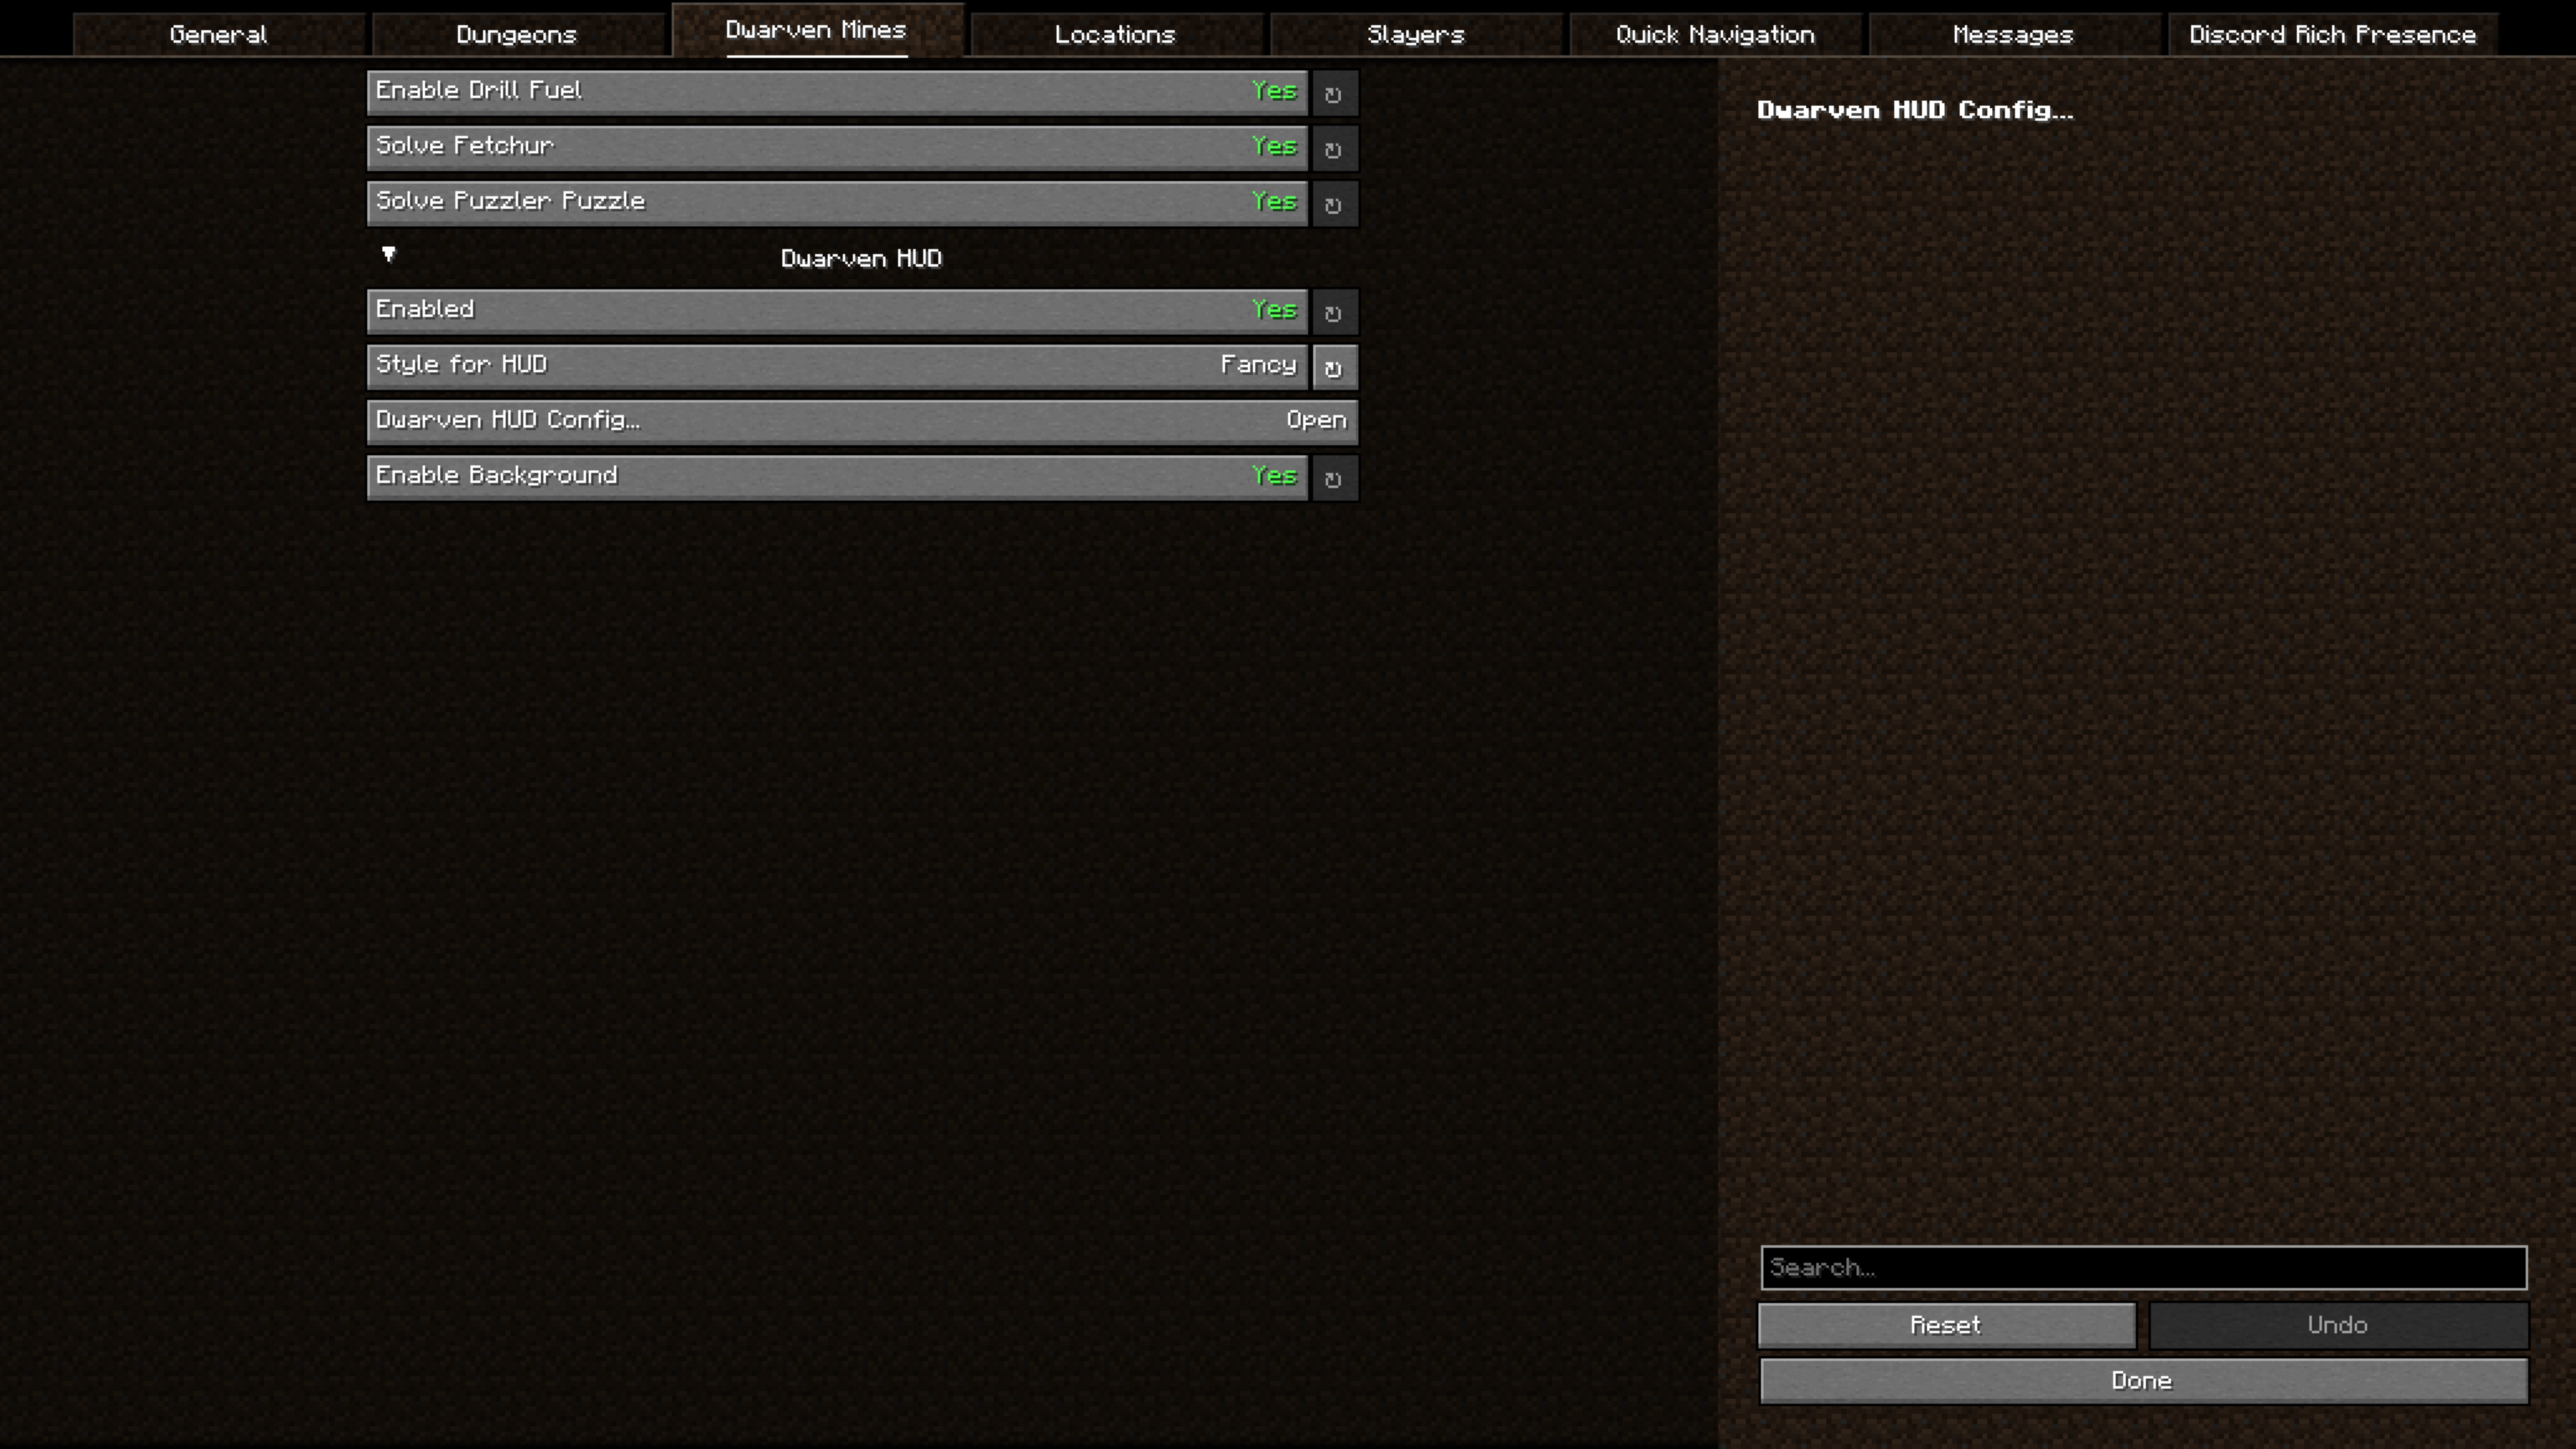 General Dungeons Dwarven Mines Locations Slayers Quick Navigation Messages Discord Rich Presence
Enable Drill Fuel Yes ↻
Solve Fetchur Yes ↻
Solve Puzzler Puzzle Yes ↻
▼ Dwarven HUD
Enabled Yes ↻
Style for HUD Fancy ↻
Dwarven HUD Config... Open
Enable Background Yes ↻
Dwarven HUD Config...
Search...
Reset Undo
Done